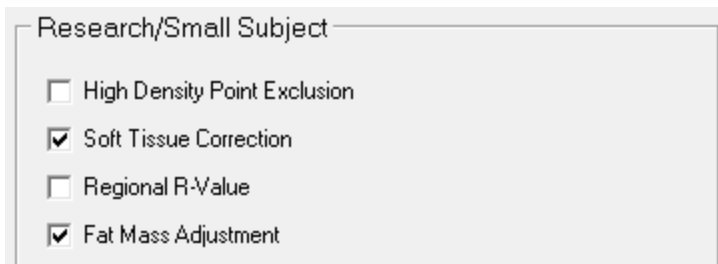 Research/Small Subject
High Density Point Exclusion
Soft Tissue Correction
Regional R-Value
Fat Mass Adjustment